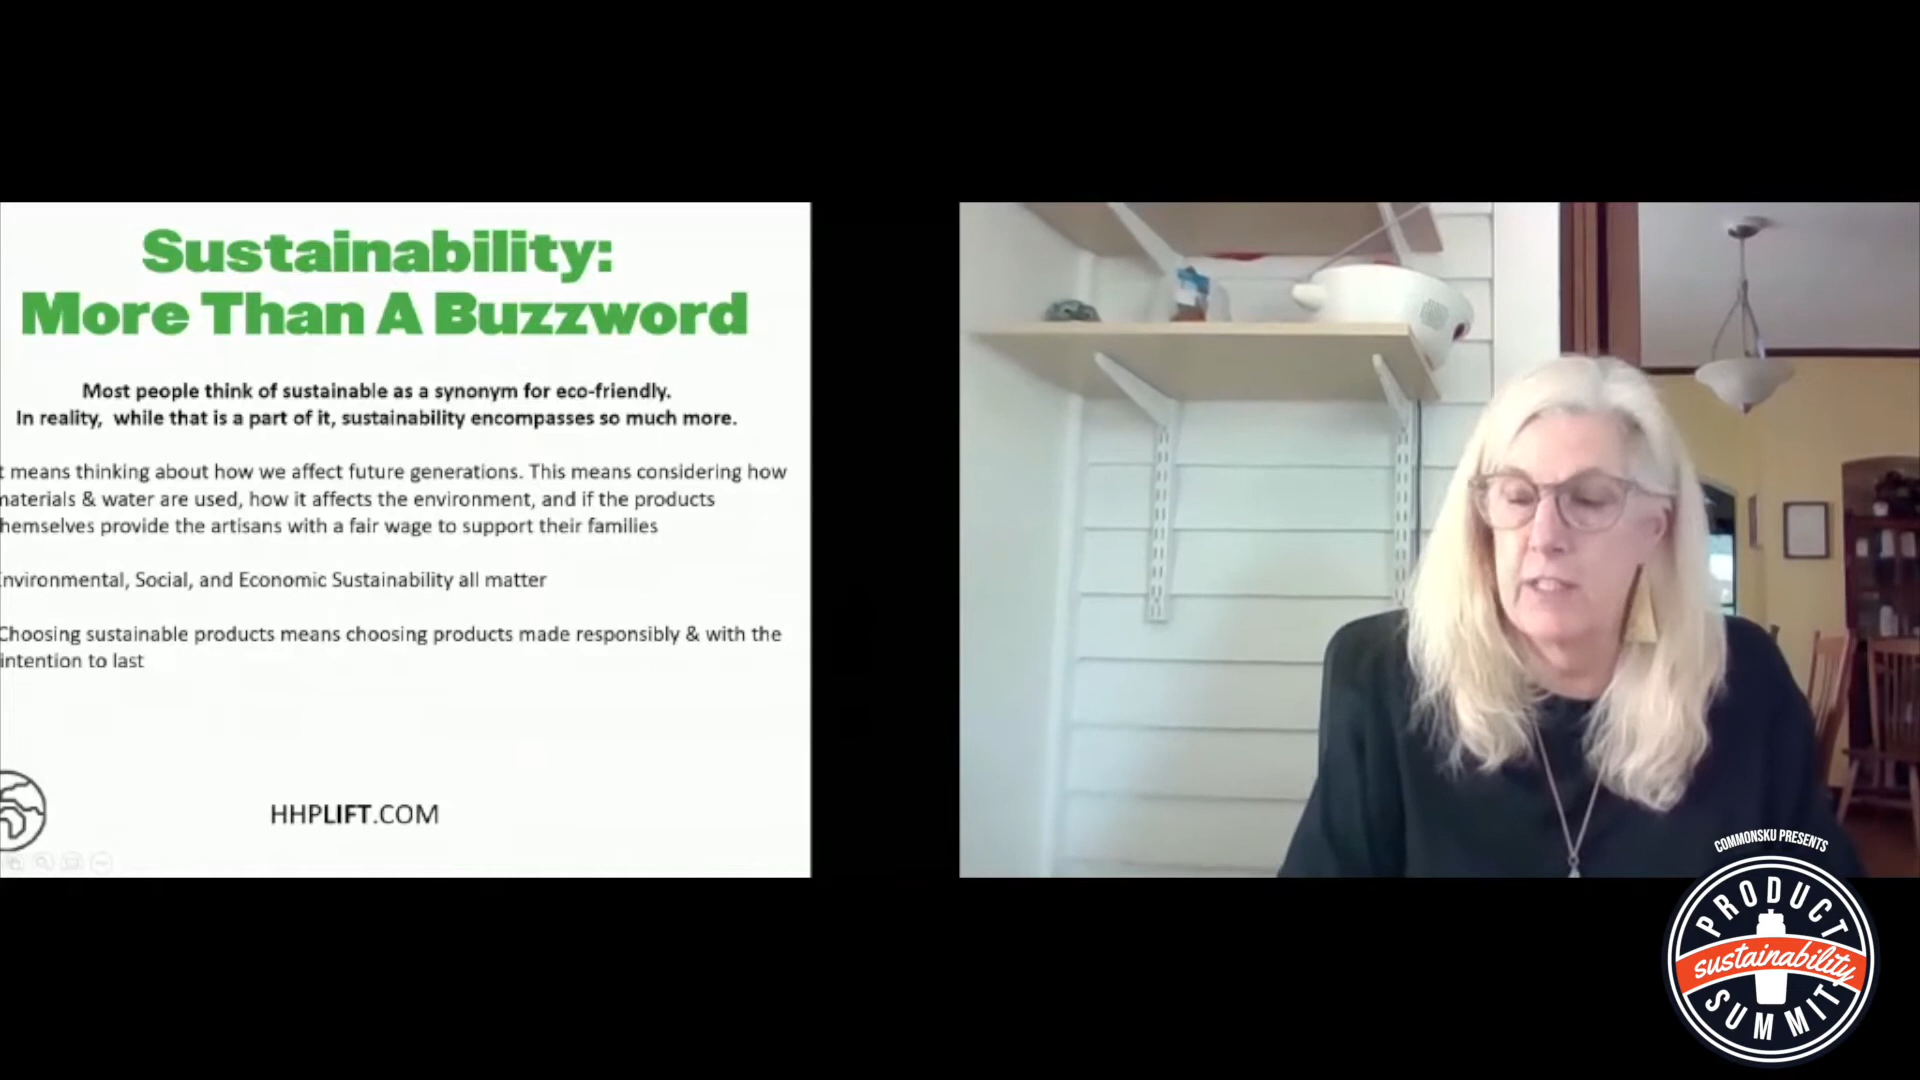 Sustainability:
More Than A Buzzword
Most people think of sustainable as a synonym for eco-friendly.
In reality, while that is a part of it, sustainability encompasses so much more.
t means thinking about how we affect future generations. This means considering how
naterials & water are used, how it affects the environment, and if the products
hemselves provide the artisans with a fair wage to support their families
nvironmental, Social, and Economic Sustainability all matter
Choosing sustainable products means choosing products made responsibly & with the
intention to last
HHPLIFT.COM
COMMONSKU PRESENTS
PRODUCT
sustainability
SUMMIT